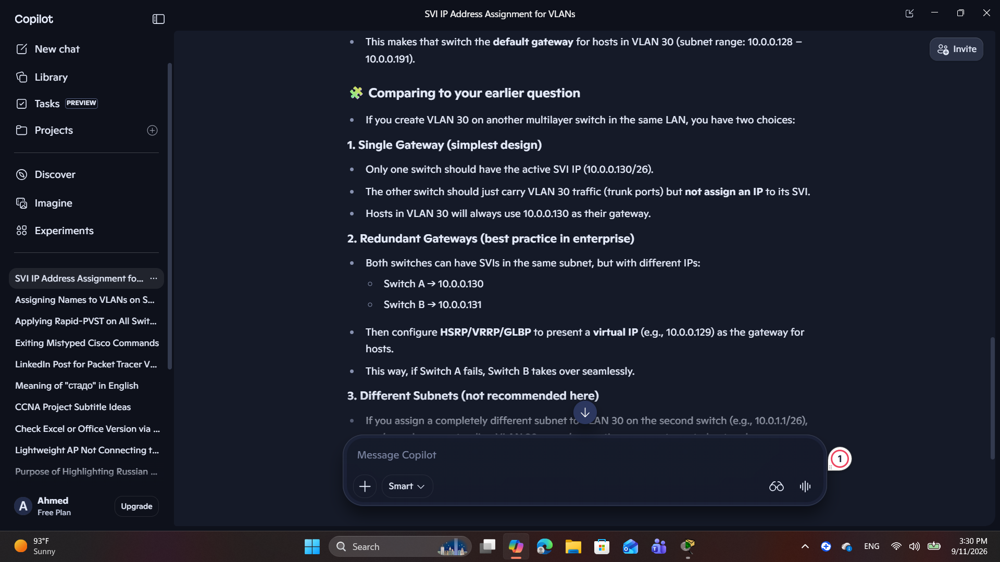 Copilot
SVI IP Address Assignment for VLANs
New chat
Library
Tasks PREVIEW
Projects
Discover
Imagine
Experiments
SVI IP Address Assignment fo... ...
Assigning Names to VLANs on S...
Applying Rapid-PVST on All Swit...
Exiting Mistyped Cisco Commands
LinkedIn Post for Packet Tracer V...
Meaning of "стадо" in English
CCNA Project Subtitle Ideas
Check Excel or Office Version via ...
Lightweight AP Not Connecting t...
Purpose of Highlighting Russian ...
A
Ahmed
Free Plan
Upgrade
Invite
• This makes that switch the default gateway for hosts in VLAN 30 (subnet range: 10.0.0.128 –
10.0.0.191).
Comparing to your earlier question
• If you create VLAN 30 on another multilayer switch in the same LAN, you have two choices:
1. Single Gateway (simplest design)
• Only one switch should have the active SVI IP (10.0.0.130/26).
• The other switch should just carry VLAN 30 traffic (trunk ports) but not assign an IP to its SVI.
• Hosts in VLAN 30 will always use 10.0.0.130 as their gateway.
2. Redundant Gateways (best practice in enterprise)
• Both switches can have SVIs in the same subnet, but with different IPs:
○ Switch A → 10.0.0.130
○ Switch B → 10.0.0.131
• Then configure HSRP/VRRP/GLBP to present a virtual IP (e.g., 10.0.0.129) as the gateway for
hosts.
• This way, if Switch A fails, Switch B takes over seamlessly.
3. Different Subnets (not recommended here)
• If you assign a completely different subnet to LAN 30 on the second switch (e.g., 10.0.1.1/26),
Message Copilot
Smart
1
93°F
Sunny
Search
ENG
3:30 PM
9/11/2026